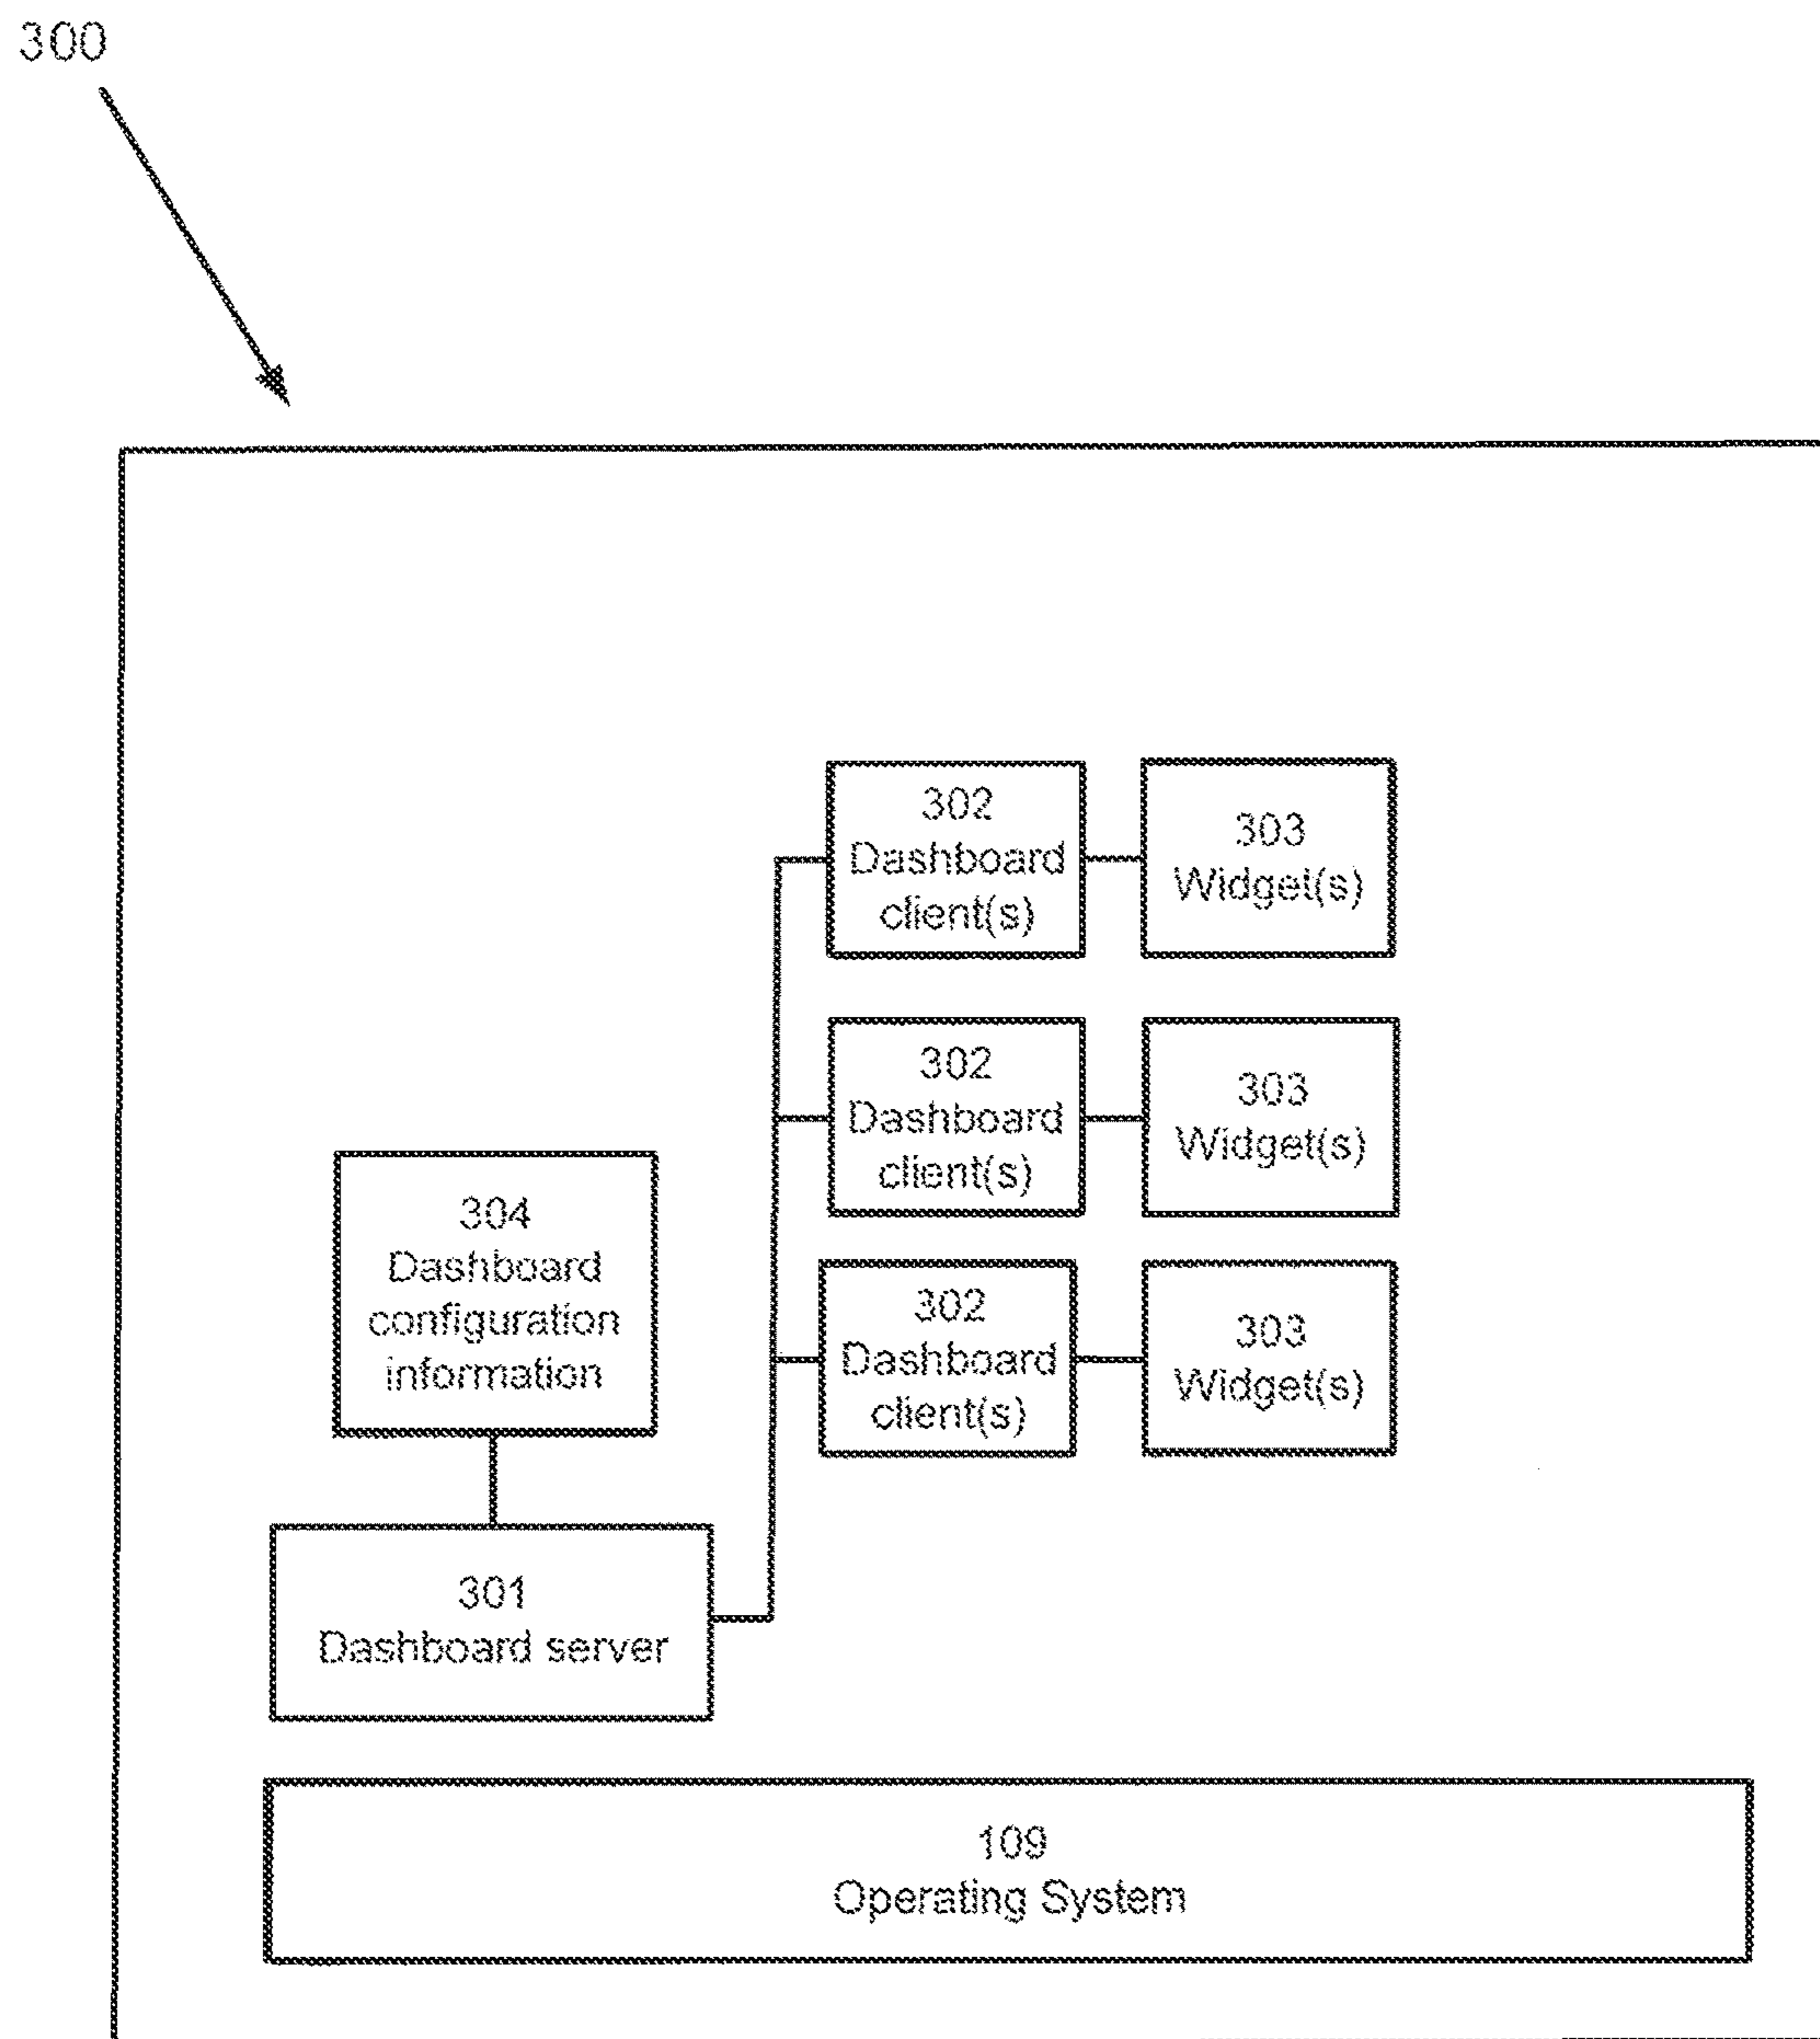 300
302
Dashboard
client(s)
303
Widget(s)
302
Dashboard
client(s)
303
Widget(s)
304
Dashboard
configuration
information
302
Dashboard
client(s)
303
Widget(s)
301
Dashboard server
109
Operating System